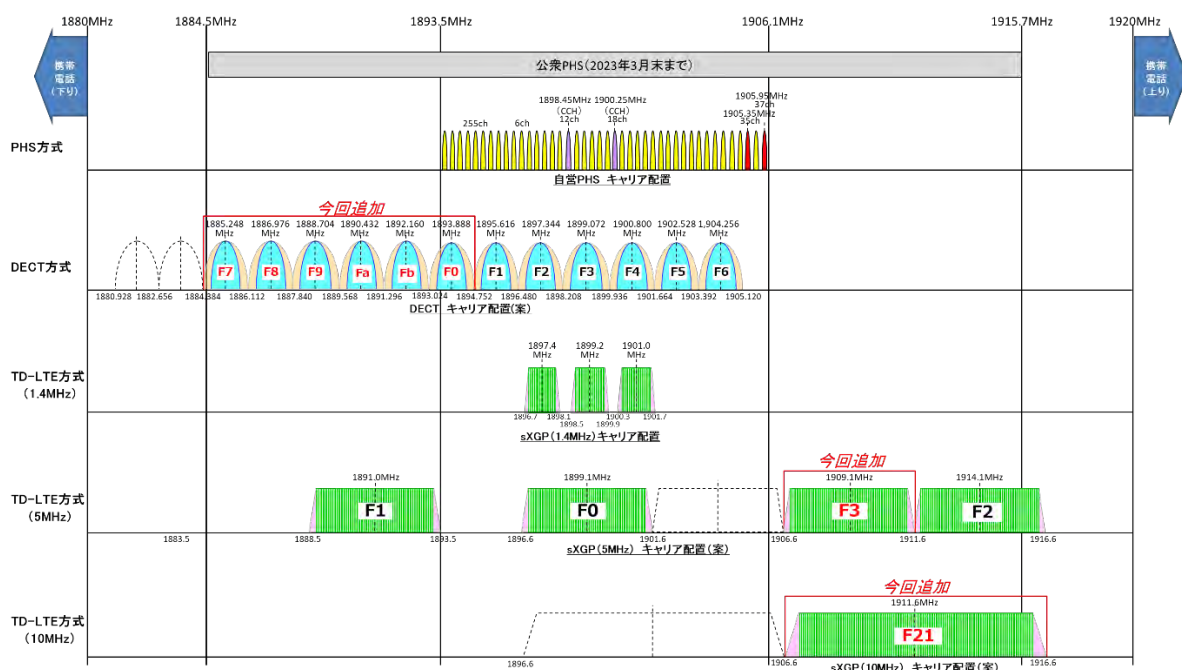 1880MHz
1884.5MHz
1893.5MHz
1906.1MHz
1915.7MHz
1920MHz
携帯
電話
(下り)
公衆PHS(2023年3月末まで)
携帯
電話
(上り)
PHS方式
255ch
6ch
1898.45MHz
(CCH)
12ch
1900.25MHz
(CCH)
18ch
1905.95MHz
37ch
1905.35MHz
35ch
自営PHS キャリア配置
今回追加
DECT方式
1885.248
MHz
1886.976
MHz
1888.704
MHz
1890.432
MHz
1892.160
MHz
1893.888
MHz
1895.616
MHz
1897.344
MHz
1899.072
MHz
1900.800
MHz
1902.528
MHz
1,904.256
MHz
F7
F8
F9
Fa
Fb
F0
F1
F2
F3
F4
F5
F6
1880.928
1882.656
1884.384
1886.112
1887.840
1889.568
1891.296
1893.024
1894.752
1896.480
1898.208
1899.936
1901.664
1903.392
1905.120
DECT キャリア配置(案)
TD-LTE方式
(1.4MHz)
1897.4
MHz
1899.2
MHz
1901.0
MHz
1896.7
1898.1
1898.5
1899.9
1900.3
1901.7
sXGP(1.4MHz)キャリア配置
今回追加
TD-LTE方式
(5MHz)
1891.0MHz
1899.1MHz
1909.1MHz
1914.1MHz
F1
F0
F3
F2
1883.5
1888.5
1893.5
1896.6
1901.6
1906.6
1911.6
1916.6
sXGP(5MHz) キャリア配置(案)
今回追加
TD-LTE方式
(10MHz)
1911.6MHz
F21
1896.6
1906.6
1916.6
sXGP(10MHz)キャリア配置(案)